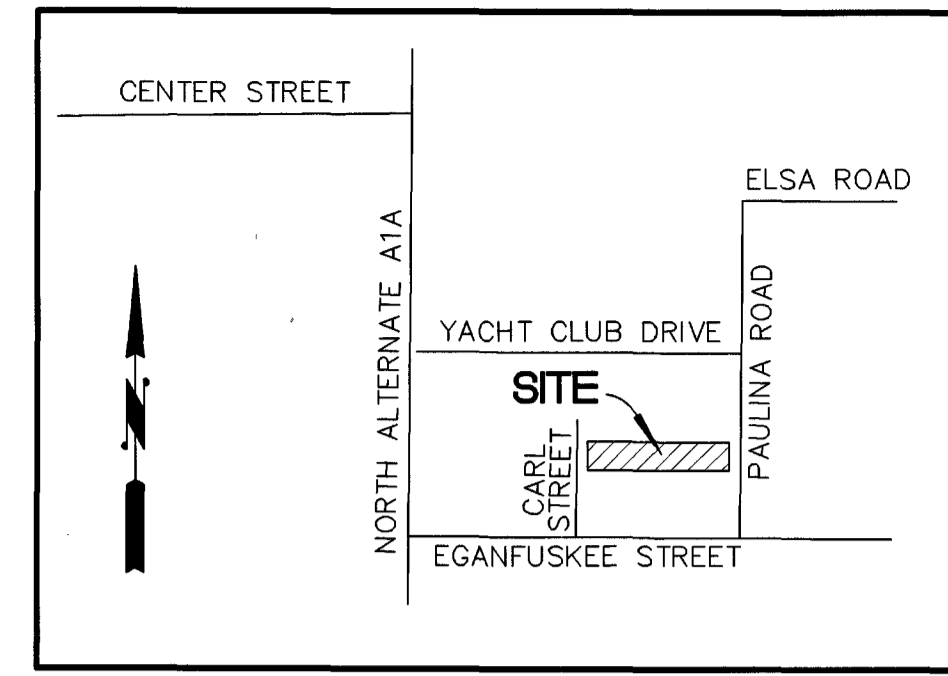 CENTER STREET
ELSA ROAD
NORTH ALTERNATE A1A
YACHT CLUB DRIVE
PAULINA ROAD
SITE
CARL
STREET
N
EGANFUSKEE STREET